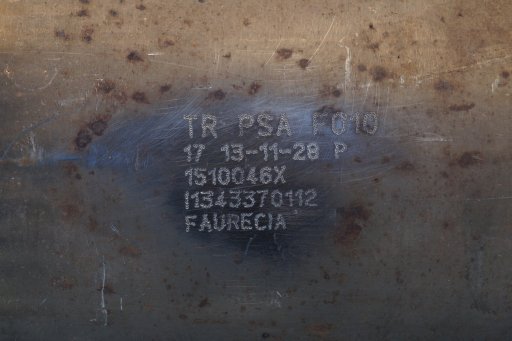 TR PSA F010
17 13-11-28 P
1510046X
11343370112
FAURECIA